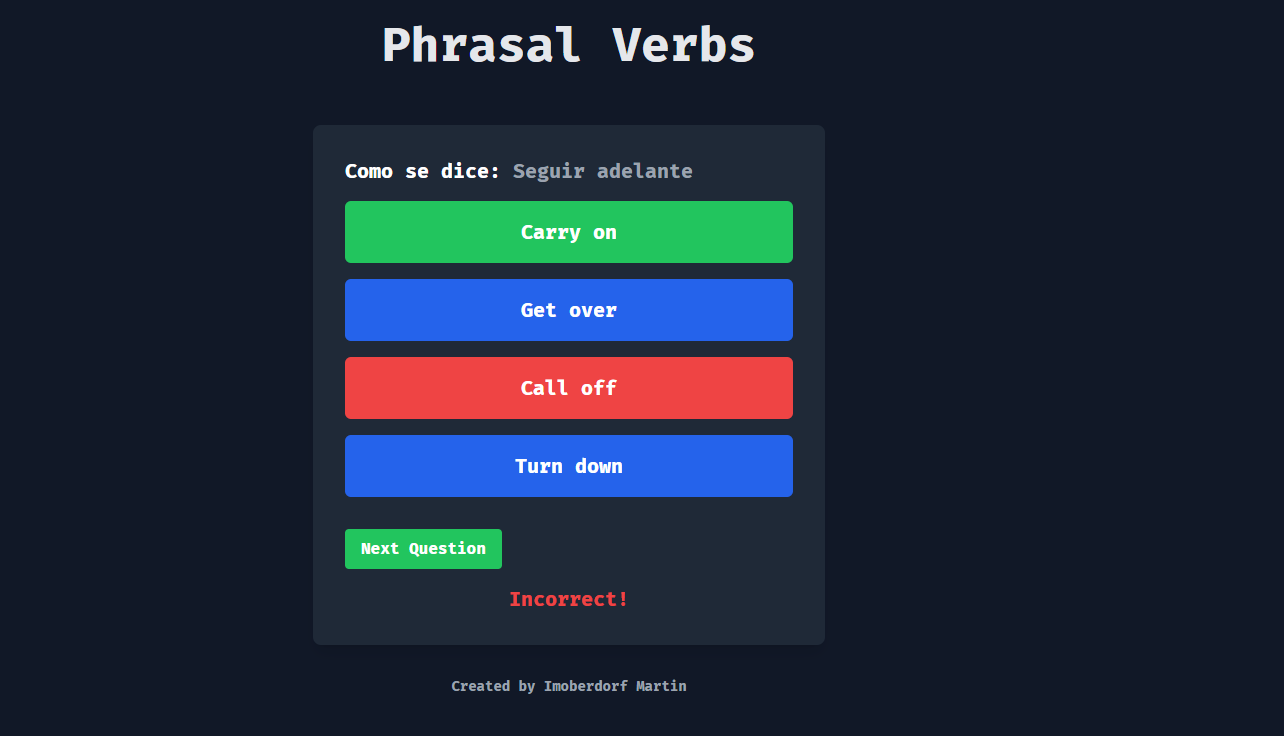 Phrasal Verbs
Como se dice: Seguir adelante
Carry on
Get over
Call off
Turn down
Next Question
Incorrect!
Created by Imoberdorf Martin